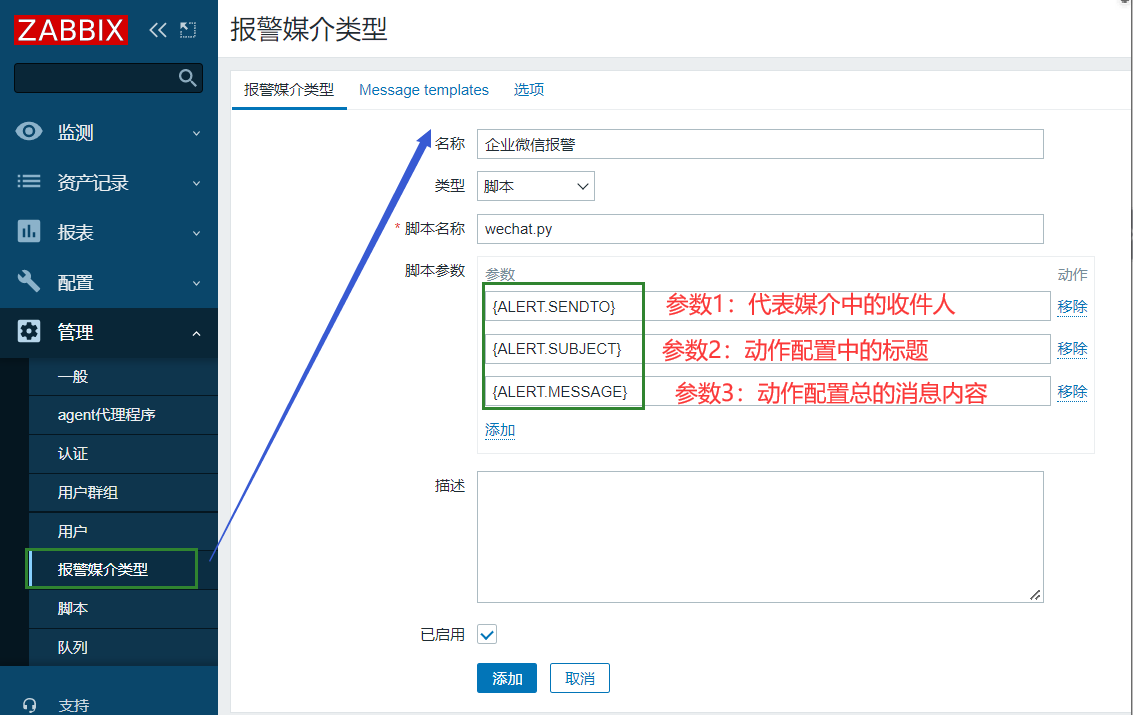 ZABBIX
监测
资产记录
报表
配置
管理
一般
agent代理程序
认证
用户群组
用户
报警媒介类型
脚本
队列
支持
报警媒介类型
报警媒介类型 Message templates 选项
名称 企业微信报警
类型 脚本
* 脚本名称 wechat.py
脚本参数 参数 动作
{ALERT.SENDTO} 参数1：代表媒介中的收件人 移除
{ALERT.SUBJECT} 参数2：动作配置中的标题 移除
{ALERT.MESSAGE} 参数3：动作配置总的消息内容 移除
添加
描述
已启用
添加 取消